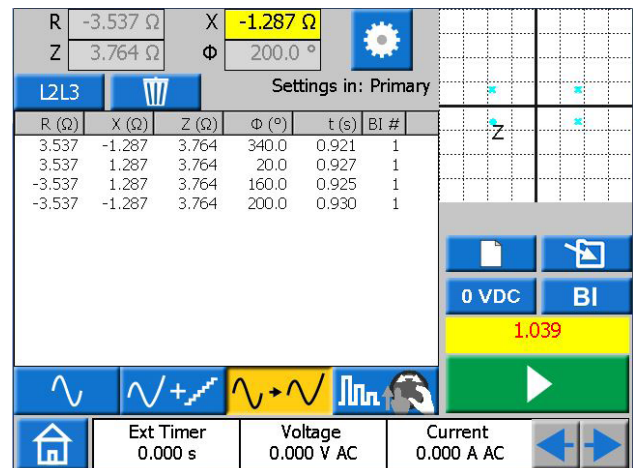 R -3.537 Ω X -1.287 Ω
Z 3.764 Ω Φ 200.0 °
L2L3 Settings in: Primary
R (Ω) X (Ω) Z (Ω) Φ (°) t (s) BI #
3.537 -1.287 3.764 340.0 0.921 1
3.537 1.287 3.764 20.0 0.927 1
-3.537 1.287 3.764 160.0 0.925 1
-3.537 -1.287 3.764 200.0 0.930 1
Z
0 VDC BI
1.039
Ext Timer Voltage Current
0.000 s 0.000 V AC 0.000 A AC